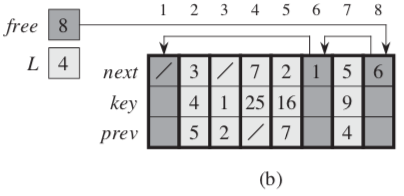 1 2 3 4 5 6 7 8
free 8
L 4
next / 3 / 7 2 1 5 6
key 4 1 25 16 9
prev 5 2 / 7 4
(b)